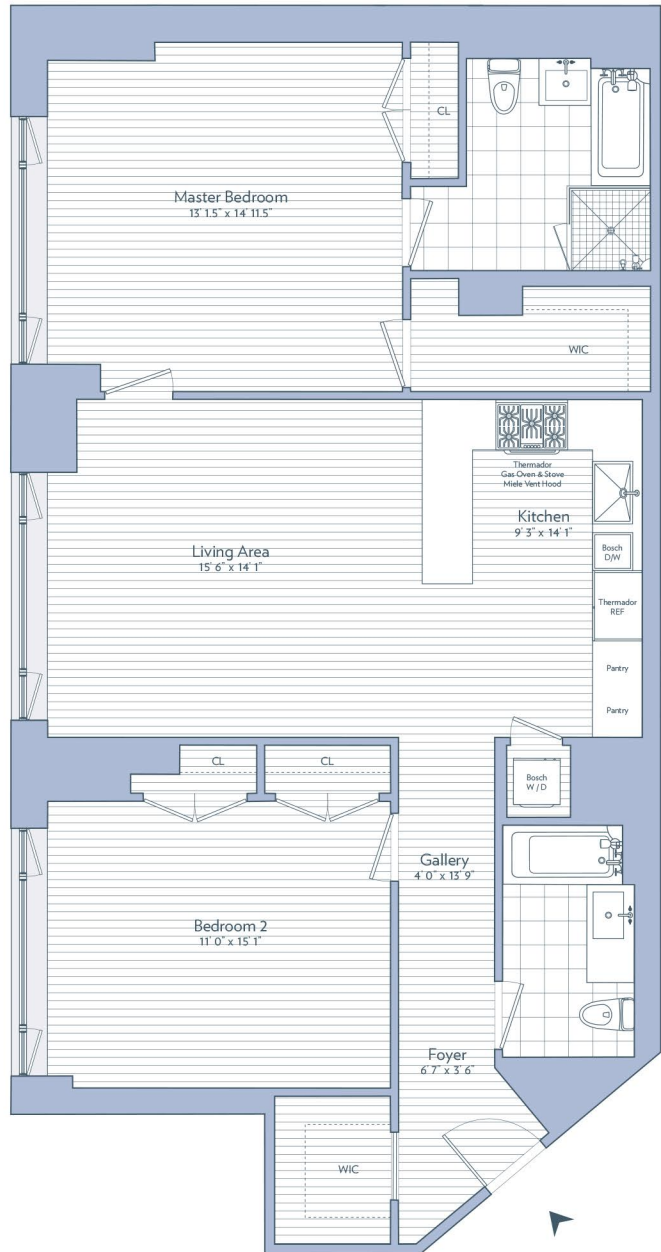 CL
Master Bedroom
13' 1.5" x 14' 11.5"
WIC
Thermador
Gas Oven & Stove
Miele Vent Hood
Kitchen
9' 3" x 14' 1"
Living Area
15' 6" x 14' 1"
Bosch
D/W
Thermador
REF
Pantry
Pantry
CL
CL
Bosch
W / D
Gallery
4' 0" x 13' 9"
Bedroom 2
11' 0" x 15' 1"
Foyer
6' 7" x 3' 6"
WIC